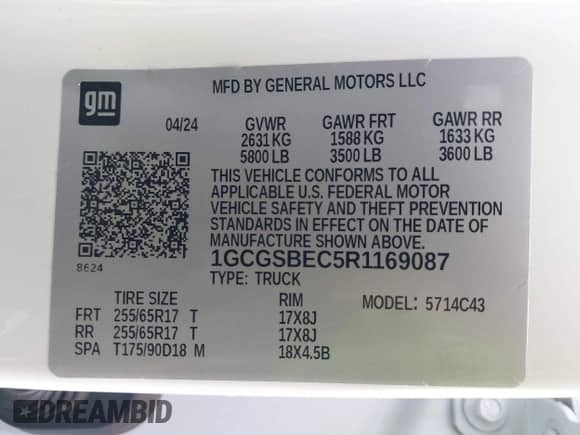 gm
MFD BY GENERAL MOTORS LLC
04/24 GVWR GAWR FRT GAWR RR
2631 KG 1588 KG 1633 KG
5800 LB 3500 LB 3600 LB
THIS VEHICLE CONFORMS TO ALL
APPLICABLE U.S. FEDERAL MOTOR
VEHICLE SAFETY AND THEFT PREVENTION
STANDARDS IN EFFECT ON THE DATE OF
MANUFACTURE SHOWN ABOVE.
8624
1GCGSBEC5R1169087
TYPE: TRUCK
TIRE SIZE RIM MODEL: 5714C43
FRT 255/65R17 T 17X8J
RR 255/65R17 T 17X8J
SPA T175/90D18 M 18X4.5B
DREAMBID